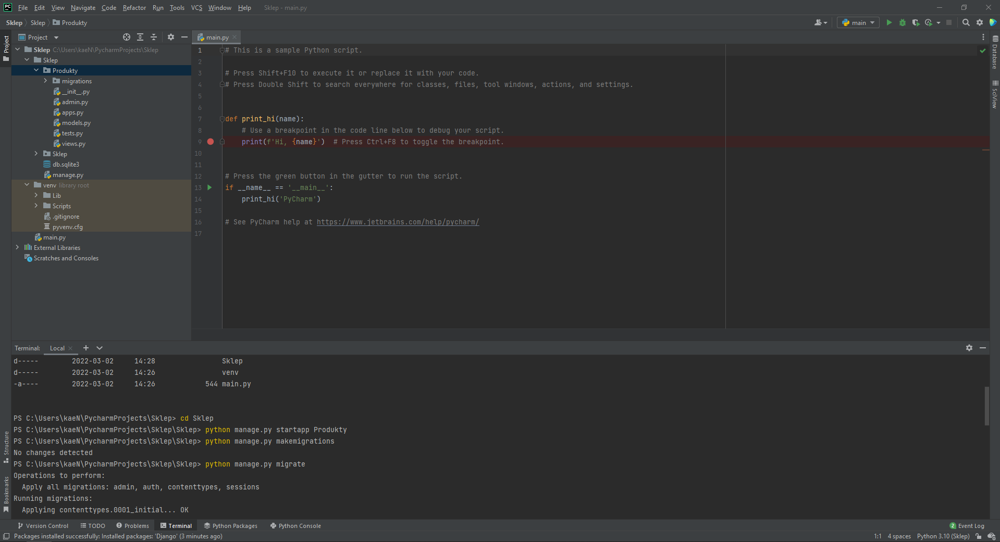 PC File Edit View Navigate Code Refactor Run Tools VCS Window Help Sklep - main.py
Sklep Sklep Produkty main
Project
Project
main.py
Sklep C:\Users\kaeN\PycharmProjects\Sklep
Sklep
Produkty
migrations
__init__.py
admin.py
apps.py
models.py
tests.py
views.py
Sklep
db.sqlite3
manage.py
venv library root
Lib
Scripts
.gitignore
pyvenv.cfg
main.py
External Libraries
Scratches and Consoles
1 # This is a sample Python script.
2
3 # Press Shift+F10 to execute it or replace it with your code.
4 # Press Double Shift to search everywhere for classes, files, tool windows, actions, and settings.
5
6
7 def print_hi(name):
8 # Use a breakpoint in the code line below to debug your script.
9 print(f'Hi, {name}') # Press Ctrl+F8 to toggle the breakpoint.
10
11
12 # Press the green button in the gutter to run the script.
13 if __name__ == '__main__':
14 print_hi('PyCharm')
15
16 # See PyCharm help at https://www.jetbrains.com/help/pycharm/
17
Database
SciView
Terminal: Local
d----- 2022-03-02 14:28 Sklep
d----- 2022-03-02 14:26 venv
-a---- 2022-03-02 14:26 544 main.py
PS C:\Users\kaeN\PycharmProjects\Sklep> cd Sklep
PS C:\Users\kaeN\PycharmProjects\Sklep\Sklep> python manage.py startapp Produkty
PS C:\Users\kaeN\PycharmProjects\Sklep\Sklep> python manage.py makemigrations
No changes detected
PS C:\Users\kaeN\PycharmProjects\Sklep\Sklep> python manage.py migrate
Operations to perform:
Apply all migrations: admin, auth, contenttypes, sessions
Running migrations:
Applying contenttypes.0001_initial... OK
Structure
Bookmarks
Version Control TODO Problems Terminal Python Packages Python Console 2 Event Log
Packages installed successfully: Installed packages: 'Django' (3 minutes ago) 1:1 4 spaces Python 3.10 (Sklep)